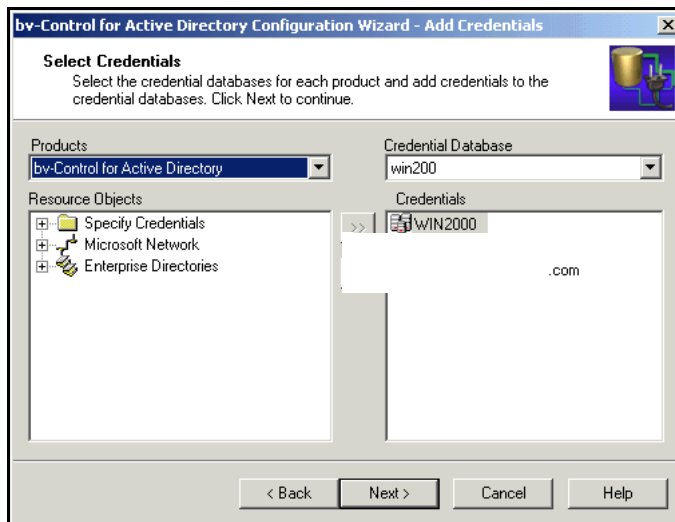 bv-Control for Active Directory Configuration Wizard - Add Credentials
Select Credentials
Select the credential databases for each product and add credentials to the
credential databases. Click Next to continue.
Products
bv-Control for Active Directory
Credential Database
win200
Resource Objects
Specify Credentials
Microsoft Network
Enterprise Directories
>>
Credentials
WIN2000
.com
< Back
Next >
Cancel
Help